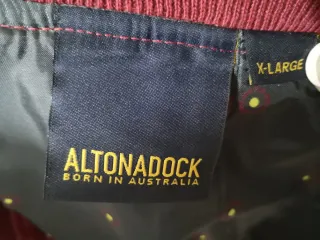 X-LARGE
ALTONADOCK
BORN IN AUSTRALIA